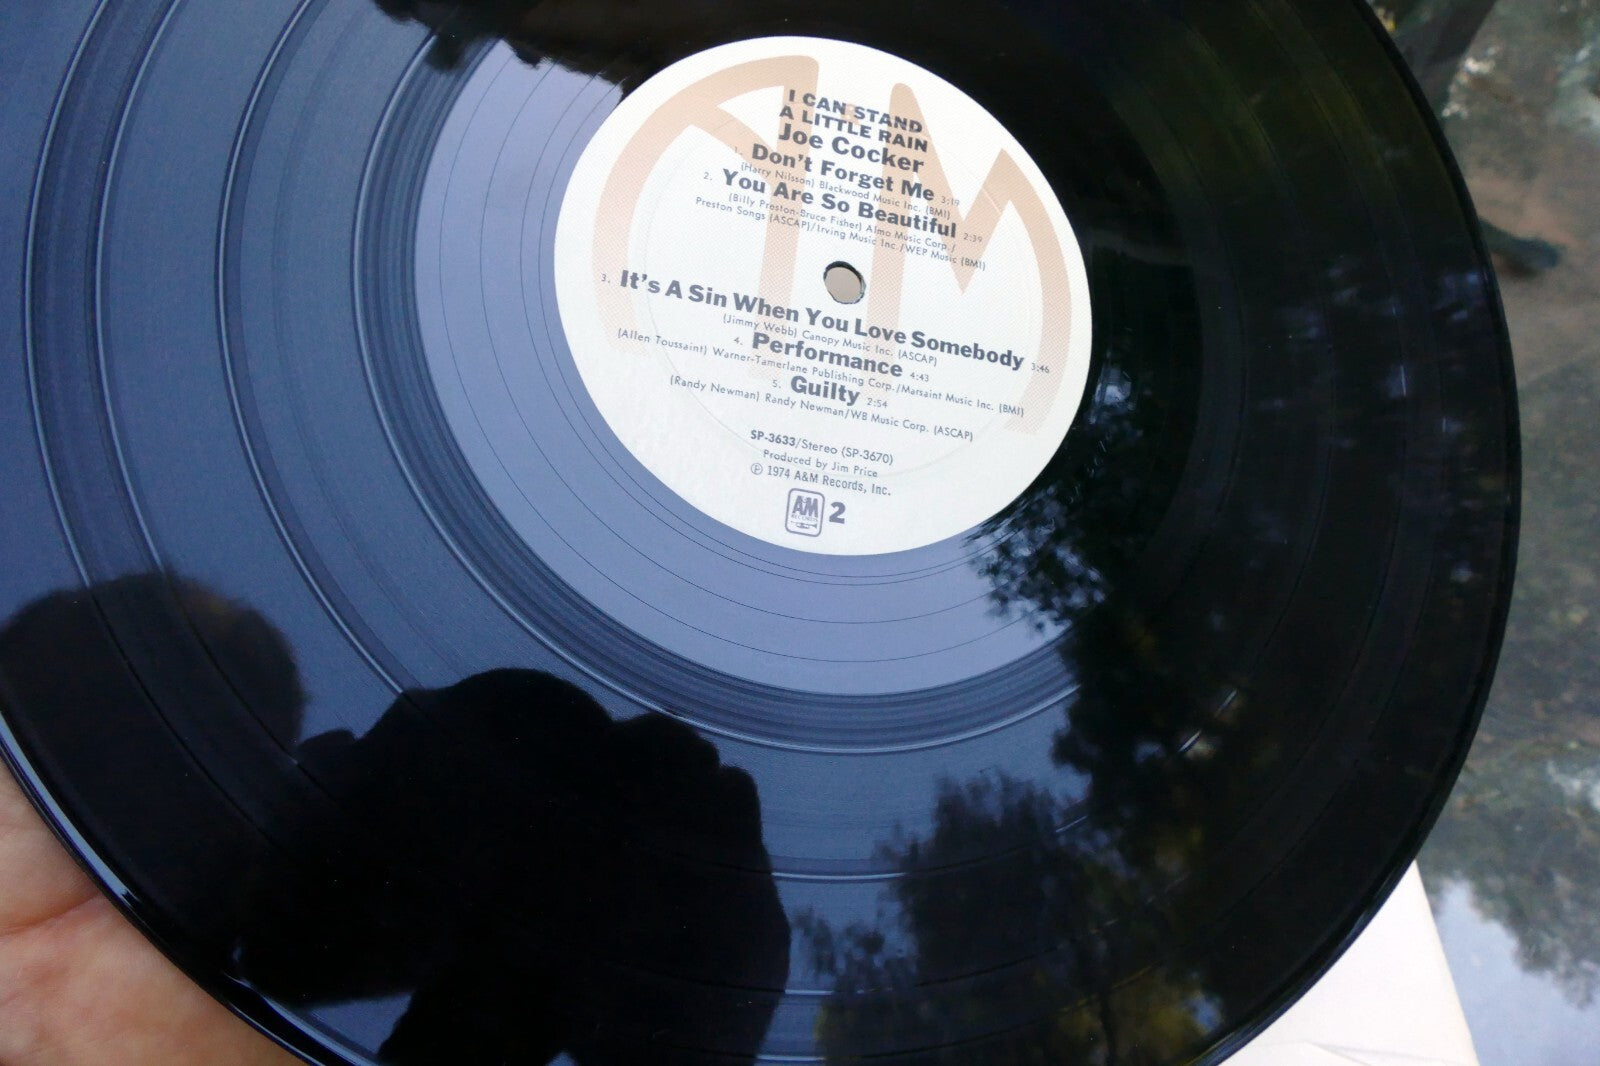 I CAN STAND
A LITTLE RAIN
Joe Cocker
1. Don't Forget Me 3:19
(Harry Nilsson) Blackwood Music Inc. (BMI)
2. You Are So Beautiful 2:39
(Billy Preston-Bruce Fisher) Almo Music Corp./
Preston Songs (ASCAP)/Irving Music Inc./WEP Music (BMI)
3. It's A Sin When You Love Somebody 3:46
(Jimmy Webb) Canopy Music Inc. (ASCAP)
4. Performance 4:43
(Allen Toussaint) Warner-Tamerlane Publishing Corp./Marsaint Music Inc. (BMI)
5. Guilty 2:54
(Randy Newman) Randy Newman/WB Music Corp. (ASCAP)
SP-3633/Stereo (SP-3670)
Produced by Jim Price
℗ 1974 A&M Records, Inc.
A&M
RECORDS
2